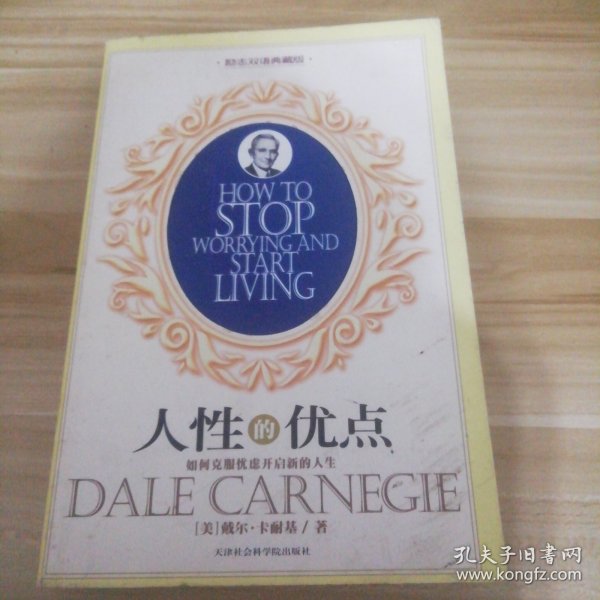 ·励志双语典藏版·
HOW TO
STOP
WORRYING AND
START
LIVING
人性的优点
如何克服忧虑开启新的人生
DALE CARNEGIE
[美]戴尔·卡耐基/著
天津社会科学院出版社
孔夫子旧书网
www.kongfz.com